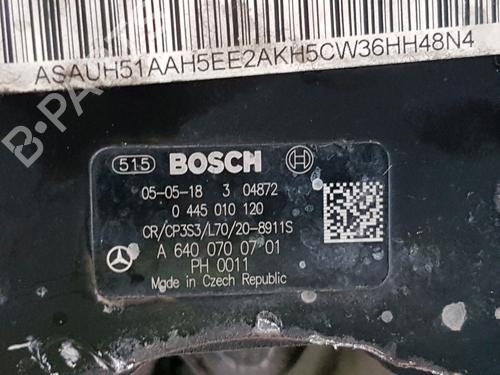 ASAUH51AAH5EE2AKH5CW36HH48N4
515 BOSCH
05-05-18 3 04872
0 445 010 120
CR/CP3S3/L70/20-8911S
A 640 070 07 01
PH 0011
Made in Czech Republic
B-Parts